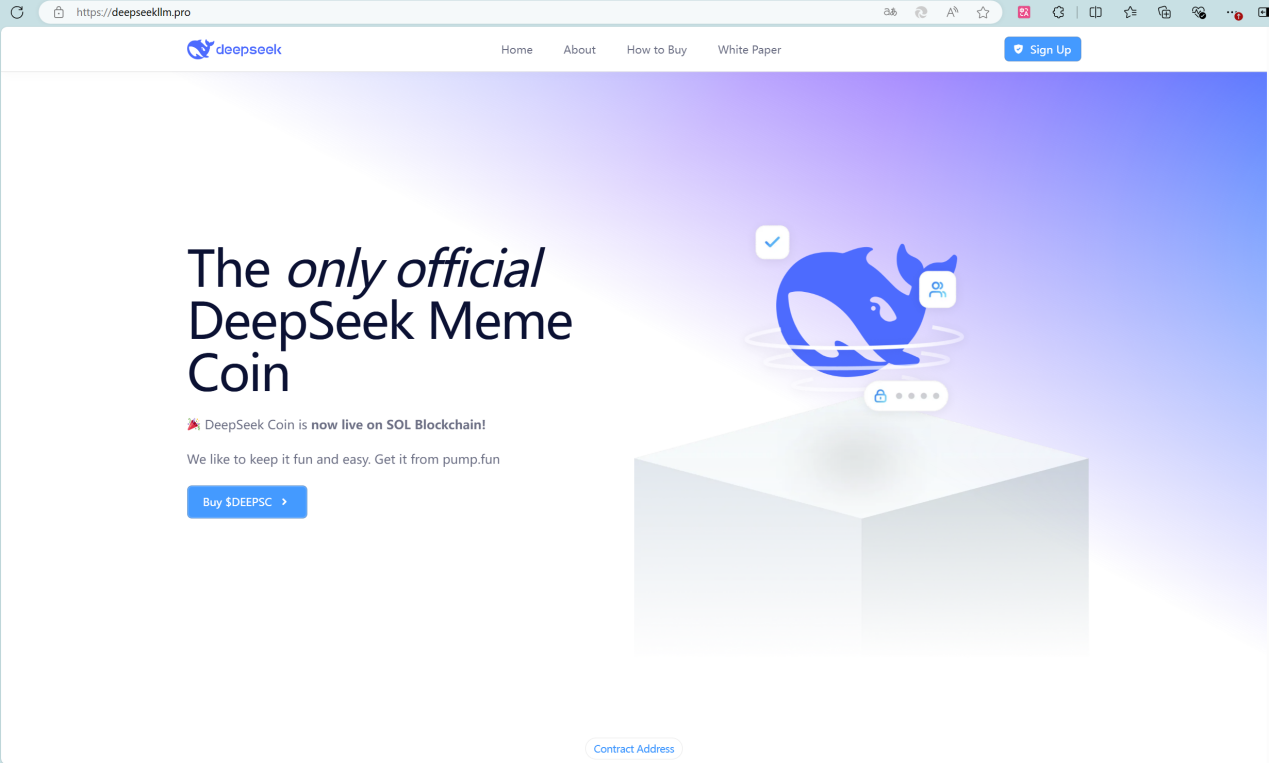 https://deepseekllm.pro
deepseek
Home
About
How to Buy
White Paper
Sign Up
The only official
DeepSeek Meme
Coin
🎉 DeepSeek Coin is now live on SOL Blockchain!
We like to keep it fun and easy. Get it from pump.fun
Buy $DEEPSC
Contract Address